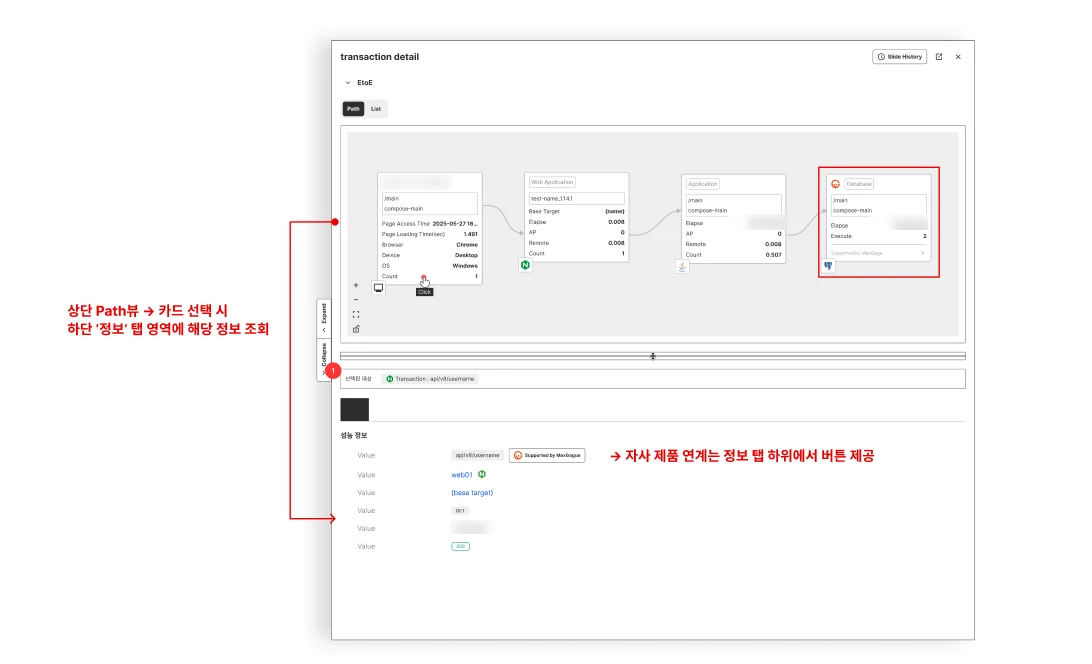 transaction detail
Slide History
EtoE
Path
List
/main
compose-main
Page Access Time 2025-05-27 16...
Page Loading Time(sec) 1.491
Browser Chrome
Device Desktop
OS Windows
Count 1
Click
Web Application
test-name_1,14.1
Base Target {name}
Elapse 0.008
AP 0
Remote 0.008
Count 1
Application
/main
compose-main
Elapse
AP 0
Remote 0.008
Count 0.507
Database
/main
compose-main
Elapse
Execute 2
Supported by MaxGagu.
상단 Path뷰 → 카드 선택 시
하단 ‘정보’ 탭 영역에 해당 정보 조회
Expand
Collapse
1
선택한 대상 Transaction : api/v8/username
성능 정보
Value api/v8/username Supported by MaxGague
→ 자사 제품 연계는 정보 탭 하위에서 버튼 제공
Value web01
Value {base target}
Value 0c1
Value
Value 200